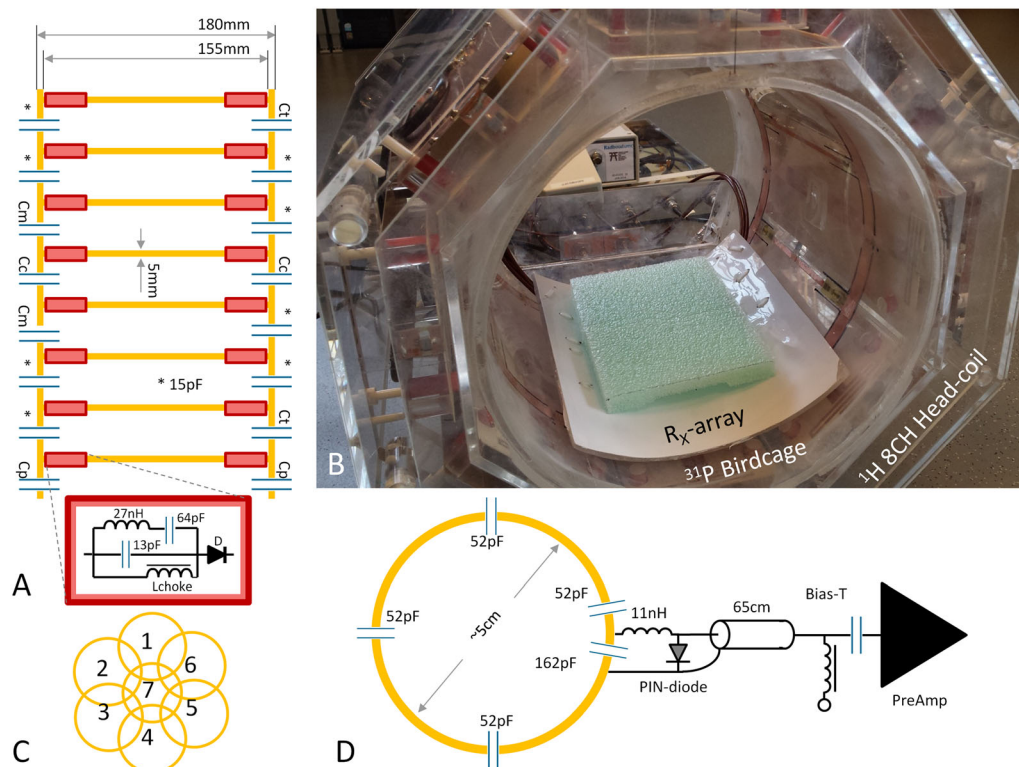 180mm
155mm
* Ct
* *
Cm *
Cc Cc
5mm
Cm *
* *
* 15pF
* Ct
Cp Cp
27nH
64pF
13pF
D
Lchoke
A
B
RX-array
31P Birdcage
1H 8CH Head-coil
1
2
6
7
3
5
4
C
52pF
52pF
52pF
~5cm
11nH
65cm
Bias-T
162pF
PIN-diode
PreAmp
52pF
D